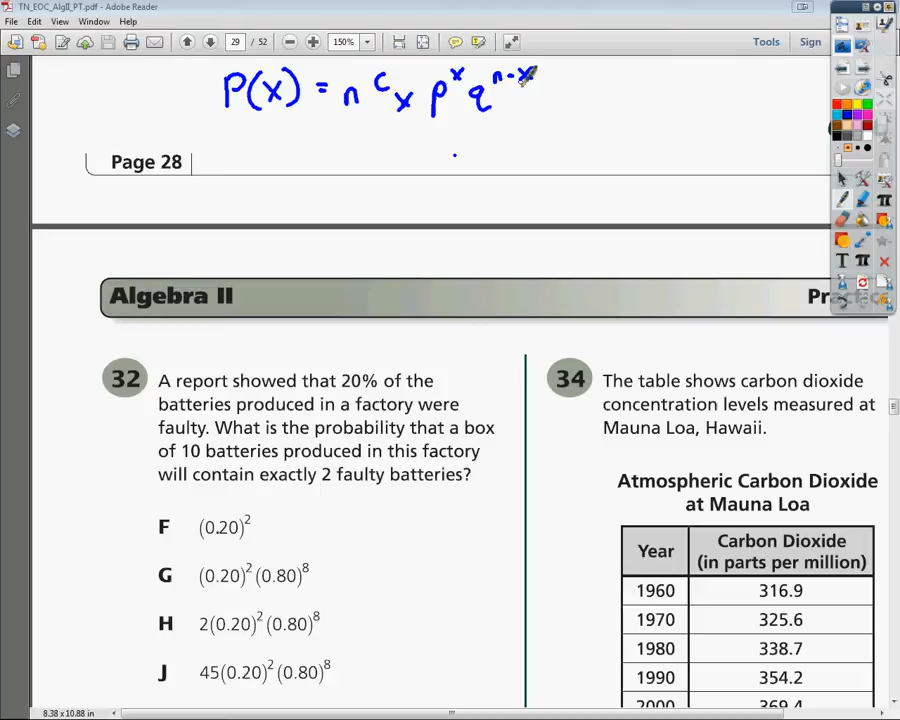 TN_EOC_AlgII_PT.pdf - Adobe Reader
File Edit View Window Help
29 / 52 150% Tools Sign
P(x) = n C x p^x q^(n-x)
Page 28
Algebra II
32 A report showed that 20% of the
batteries produced in a factory were
faulty. What is the probability that a box
of 10 batteries produced in this factory
will contain exactly 2 faulty batteries?
F (0.20)^2
G (0.20)^2 (0.80)^8
H 2(0.20)^2 (0.80)^8
J 45(0.20)^2 (0.80)^8
34 The table shows carbon dioxide
concentration levels measured at
Mauna Loa, Hawaii.
Atmospheric Carbon Dioxide
at Mauna Loa
Year Carbon Dioxide
(in parts per million)
1960 316.9
1970 325.6
1980 338.7
1990 354.2
2000 369.4
8.38 x 10.88 in